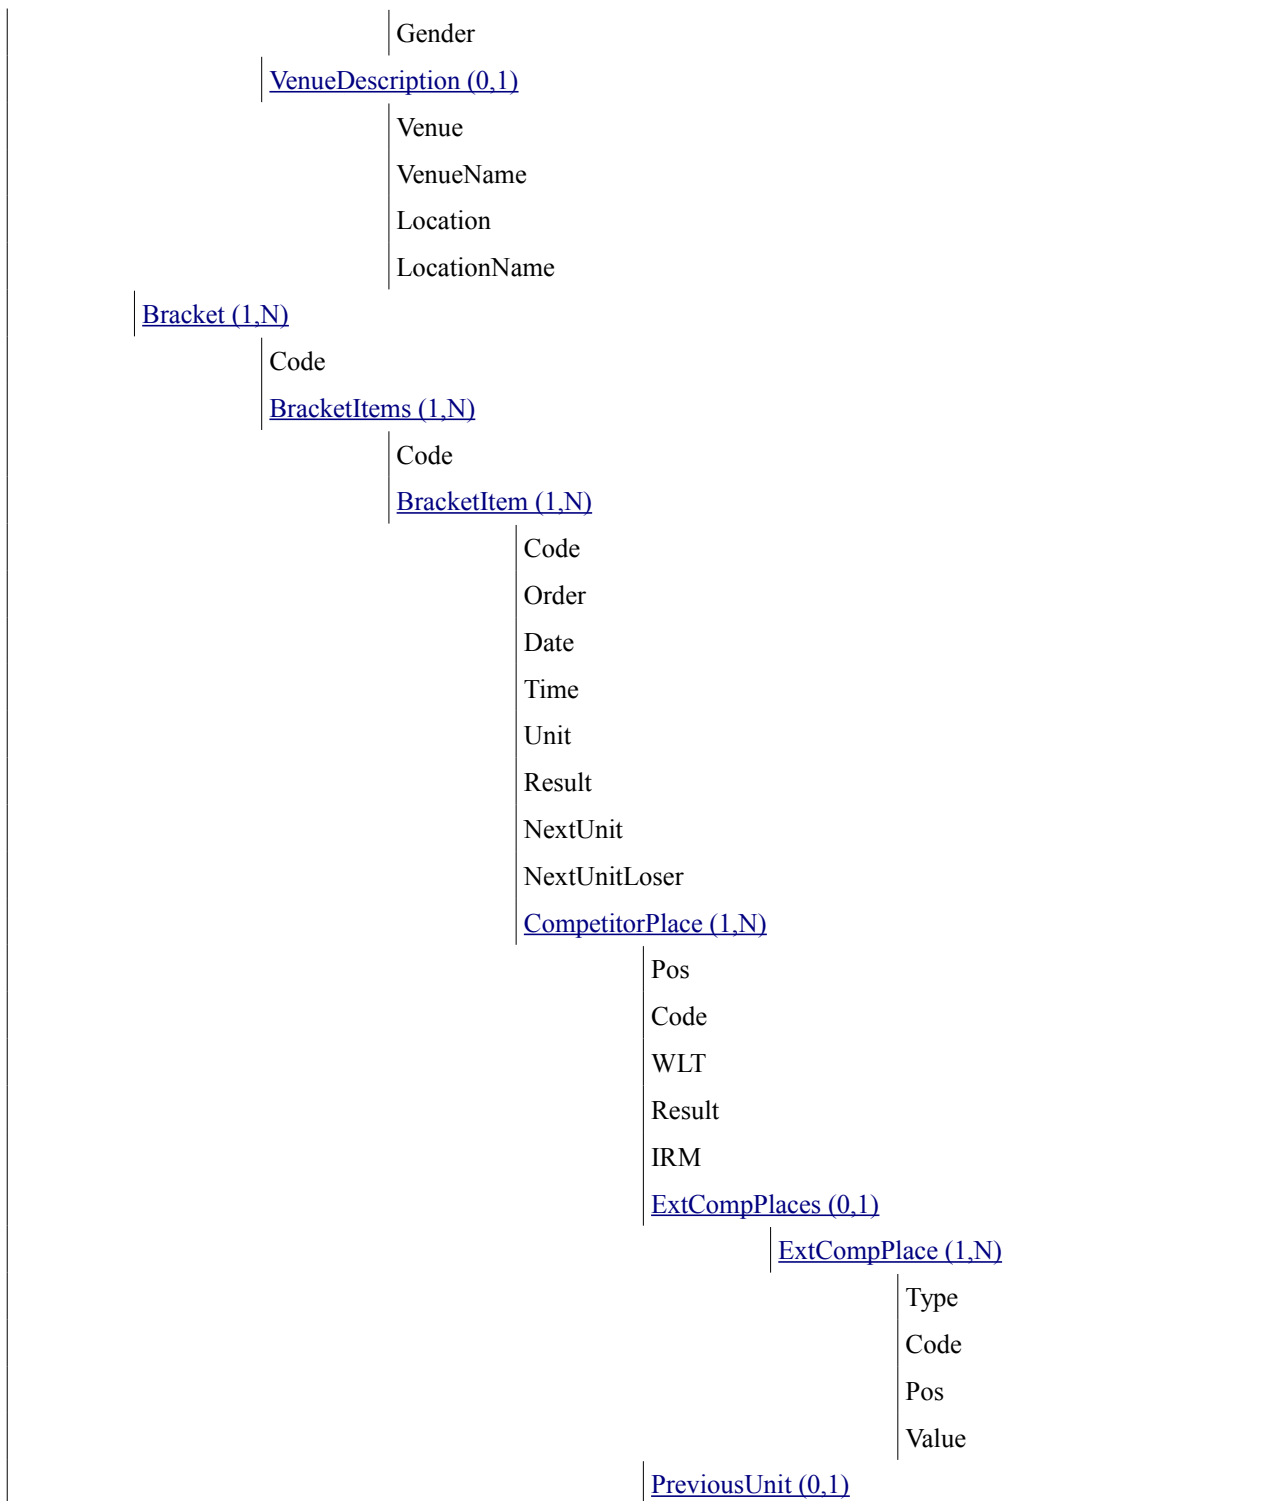 Gender
VenueDescription (0,1)
Venue
VenueName
Location
LocationName
Bracket (1,N)
Code
BracketItems (1,N)
Code
BracketItem (1,N)
Code
Order
Date
Time
Unit
Result
NextUnit
NextUnitLoser
CompetitorPlace (1,N)
Pos
Code
WLT
Result
IRM
ExtCompPlaces (0,1)
ExtCompPlace (1,N)
Type
Code
Pos
Value
PreviousUnit (0,1)